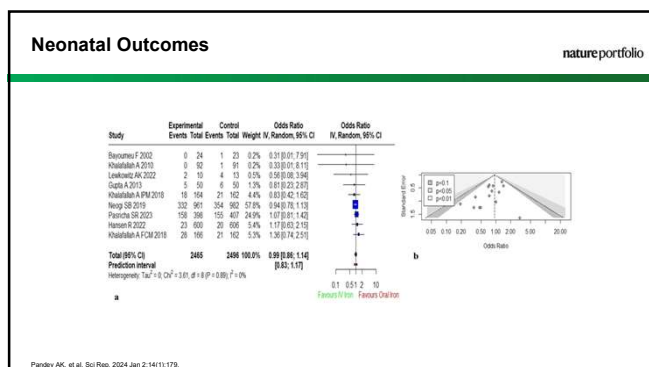 Neonatal Outcomes
natureportfolio
Experimental Control Odds Ratio Odds Ratio
Study Events Total Events Total Weight IV, Random, 95% CI IV, Random, 95% CI
Bayoumeu F 2002 0 24 1 23 0.2% 0.31 [0.01; 7.91]
Khalafallah A 2010 0 92 1 91 0.2% 0.33 [0.01; 8.11]
Lewkowitz AK 2022 2 10 4 13 0.5% 0.56 [0.08; 3.94]
Gupta A 2013 5 50 6 50 1.3% 0.81 [0.23; 2.87]
Khalafallah A IPM 2018 18 164 21 162 4.4% 0.83 [0.42; 1.62]
Neogi SB 2019 332 961 354 982 57.8% 0.94 [0.78; 1.13]
Pasricha SR 2023 158 398 155 407 24.9% 1.07 [0.81; 1.42]
Hansen R 2022 23 600 20 606 5.3% 1.17 [0.63; 2.15]
Khalafallah A FCM 2018 28 166 21 162 5.3% 1.36 [0.74; 2.51]
Total (95% CI) 2465 2496 100.0% 0.99 [0.86; 1.14]
Prediction interval [0.83; 1.17]
Heterogeneity: Tau² = 0; Chi² = 3.61, df = 8 (P = 0.89); I² = 0%
0.1 0.5 1 2 10
Favours IV Iron Favours Oral Iron
a
Standard Error
0.5
1.5
p<0.1
p<0.05
p<0.01
0.05 0.10 0.20 0.50 1.00 2.00 5.00 20.00
Odds Ratio
b
Pandey AK, et al. Sci Rep. 2024 Jan 2;14(1):179.